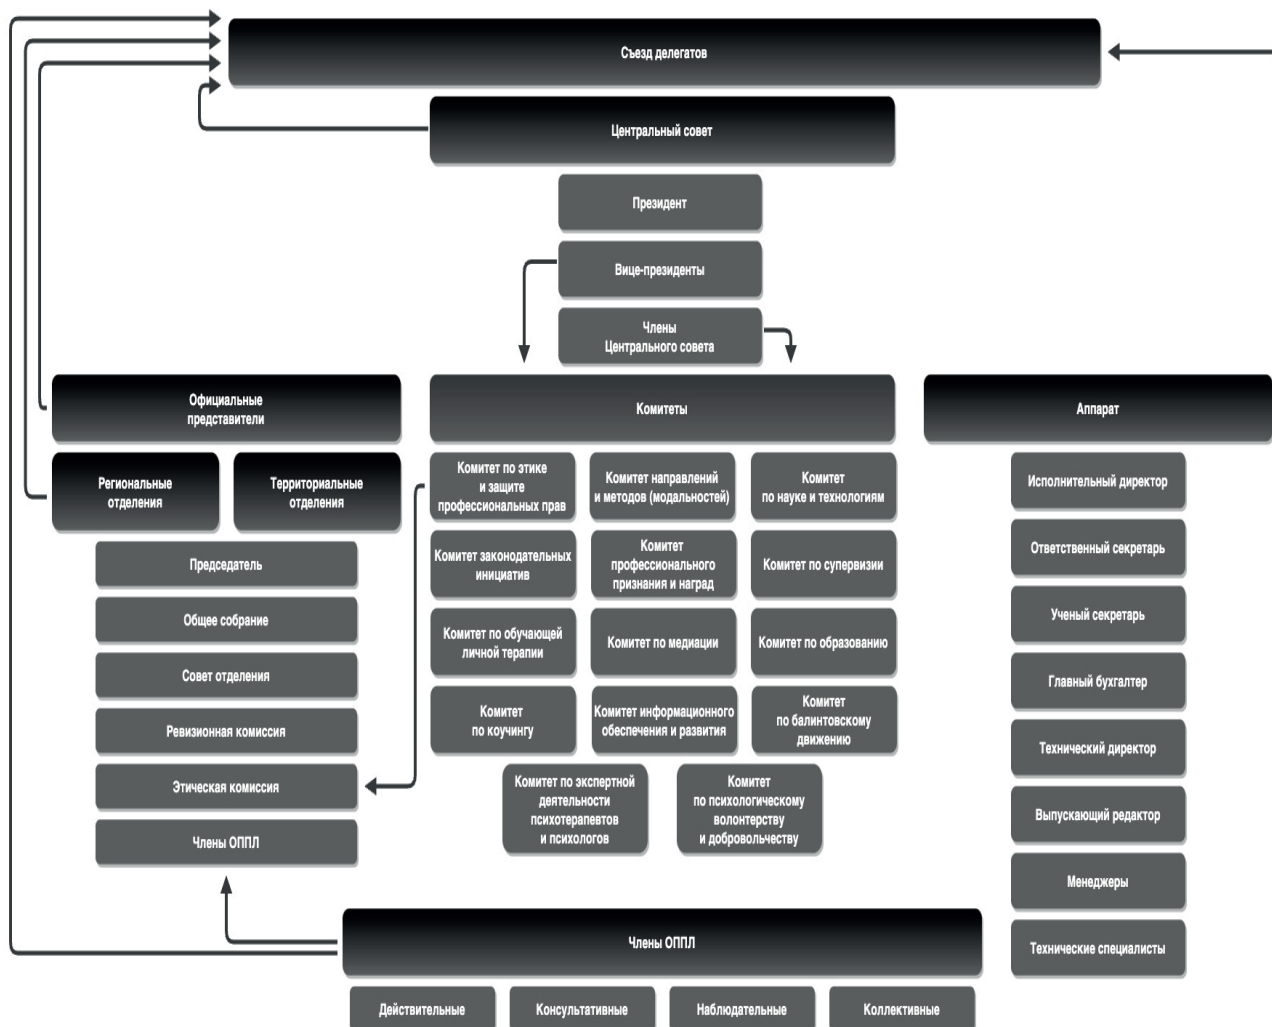 Съезд делегатов
Центральный совет
Президент
Вице-президенты
Члены
Центрального совета
Официальные
представители
Региональные
отделения
Территориальные
отделения
Председатель
Общее собрание
Совет отделения
Ревизионная комиссия
Этическая комиссия
Члены ОППЛ
Комитеты
Комитет по этике
и защите
профессиональных прав
Комитет направлений
и методов (модальностей)
Комитет
по науке и технологиям
Комитет законодательных
инициатив
Комитет
профессионального
признания и наград
Комитет по супервизии
Комитет по обучающей
личной терапии
Комитет по медиации
Комитет по образованию
Комитет
по коучингу
Комитет информационного
обеспечения и развития
Комитет
по балинтовскому
движению
Комитет по экспертной
деятельности
психотерапевтов
и психологов
Комитет
по психологическому
волонтерству
и добровольчеству
Аппарат
Исполнительный директор
Ответственный секретарь
Ученый секретарь
Главный бухгалтер
Технический директор
Выпускающий редактор
Менеджеры
Технические специалисты
Члены ОППЛ
Действительные
Консультативные
Наблюдательные
Коллективные